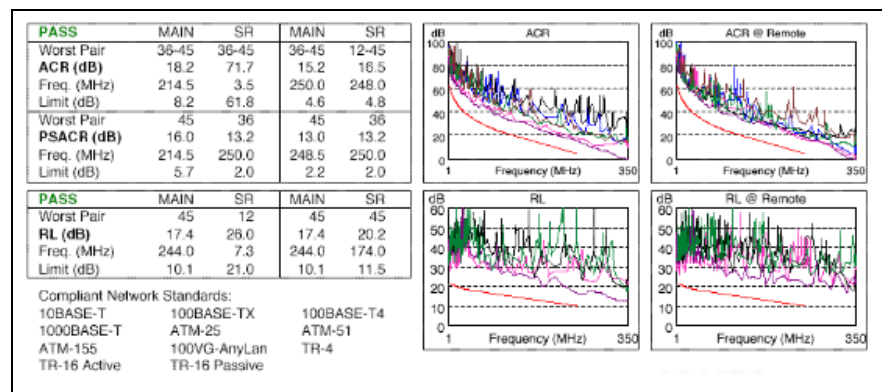 PASS MAIN SR MAIN SR
Worst Pair 36-45 36-45 36-45 12-45
ACR (dB) 18.2 71.7 15.2 16.5
Freq. (MHz) 214.5 3.5 250.0 248.0
Limit (dB) 8.2 61.8 4.6 4.8
Worst Pair 45 36 45 36
PSACR (dB) 16.0 13.2 13.0 13.2
Freq. (MHz) 214.5 250.0 248.5 250.0
Limit (dB) 5.7 2.0 2.2 2.0
PASS MAIN SR MAIN SR
Worst Pair 45 12 45 45
RL (dB) 17.4 26.0 17.4 20.2
Freq. (MHz) 244.0 7.3 244.0 174.0
Limit (dB) 10.1 21.0 10.1 11.5
Compliant Network Standards:
10BASE-T 100BASE-TX 100BASE-T4
1000BASE-T ATM-25 ATM-51
ATM-155 100VG-AnyLan TR-4
TR-16 Active TR-16 Passive
dB ACR
100
80
60
40
20
0
1 Frequency (MHz) 350
dB ACR @ Remote
100
80
60
40
20
0
1 Frequency (MHz) 350
dB RL
60
50
40
30
20
10
0
1 Frequency (MHz) 350
dB RL @ Remote
60
50
40
30
20
10
0
1 Frequency (MHz) 350